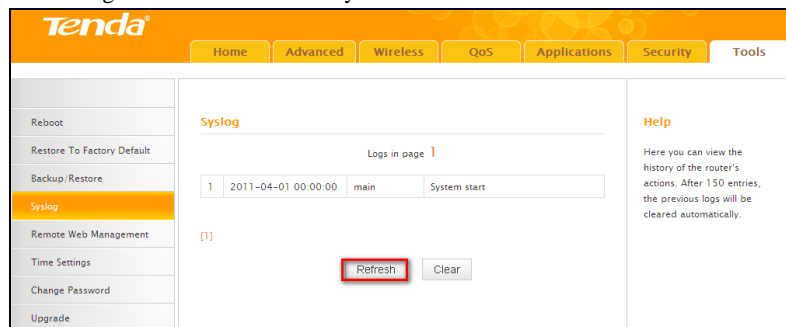 Tenda®
Home Advanced Wireless QoS Applications Security Tools
Reboot
Restore To Factory Default
Backup/Restore
Syslog
Remote Web Management
Time Settings
Change Password
Upgrade
Syslog
Logs in page 1
1 2011-04-01 00:00:00 main System start
[1]
Refresh Clear
Help
Here you can view the
history of the router's
actions. After 150 entries,
the previous logs will be
cleared automatically.